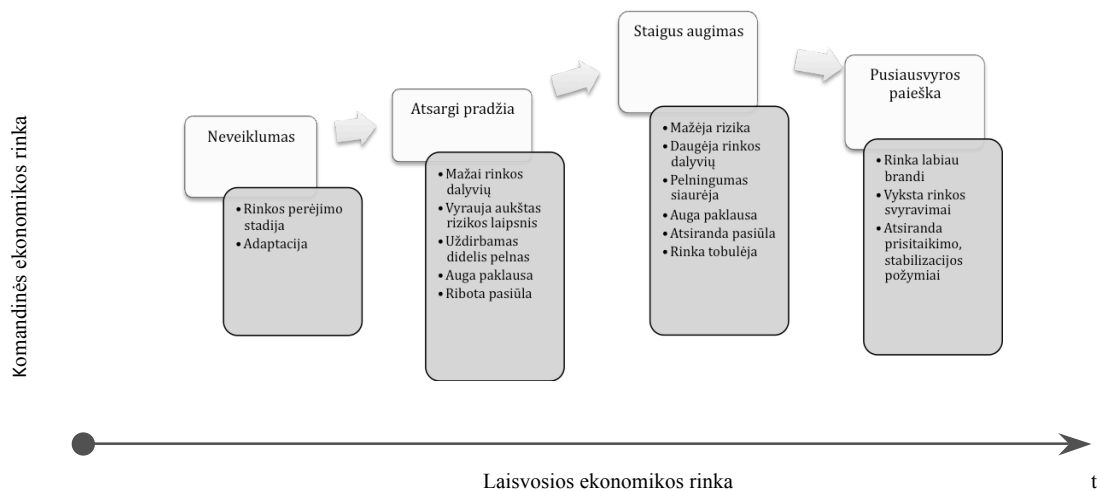 Komandinės ekonomikos rinka
Neveiklumas
• Rinkos perėjimo
stadija
• Adaptacija
Atsargi pradžia
• Mažai rinkos
dalyvių
• Vyrauja aukštas
rizikos laipsnis
• Uždirbamas
didelis pelnas
• Auga paklausa
• Ribota pasiūla
Staigus augimas
• Mažėja rizika
• Daugėja rinkos
dalyvių
• Pelningumas
siaurėja
• Auga paklausa
• Atsiranda pasiūla
• Rinka tobulėja
Pusiausvyros
paieška
• Rinka labiau
brandi
• Vyksta rinkos
svyravimai
• Atsiranda
prisitaikimo,
stabilizacijos
požymiai
Laisvosios ekonomikos rinka
t